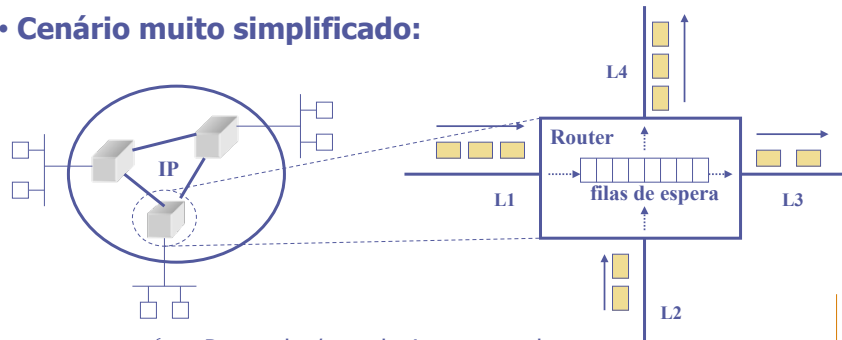 • Cenário muito simplificado:
IP
L4
Router
filas de espera
L1
L3
L2